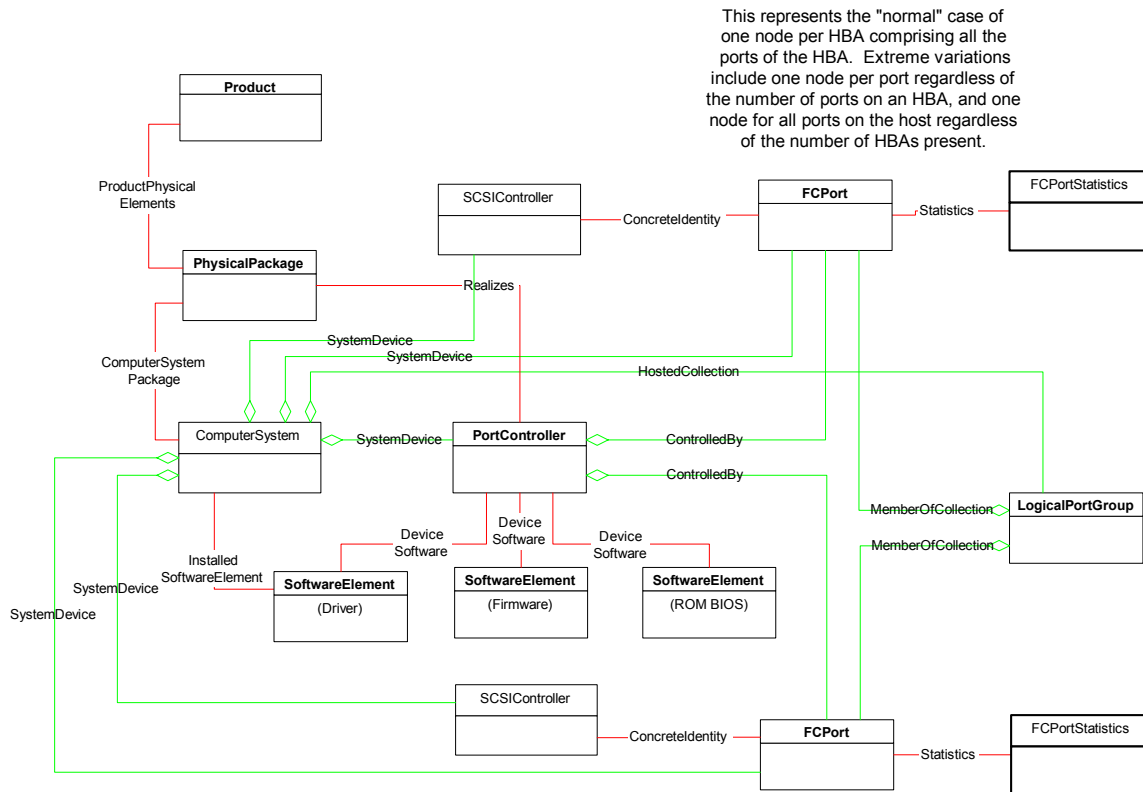 This represents the "normal" case of
one node per HBA comprising all the
ports of the HBA. Extreme variations
include one node per port regardless of
the number of ports on an HBA, and one
node for all ports on the host regardless
of the number of HBAs present.
Product
ProductPhysical
Elements
SCSIController
ConcreteIdentity
FCPort
Statistics
FCPortStatistics
PhysicalPackage
Realizes
SystemDevice
SystemDevice
ComputerSystem
Package
HostedCollection
ComputerSystem
SystemDevice
PortController
ControlledBy
ControlledBy
MemberOfCollection
LogicalPortGroup
MemberOfCollection
Installed
SoftwareElement
Device
Software
Device
Software
Device
Software
SoftwareElement
(Driver)
SoftwareElement
(Firmware)
SoftwareElement
(ROM BIOS)
SystemDevice
SystemDevice
SCSIController
ConcreteIdentity
FCPort
Statistics
FCPortStatistics